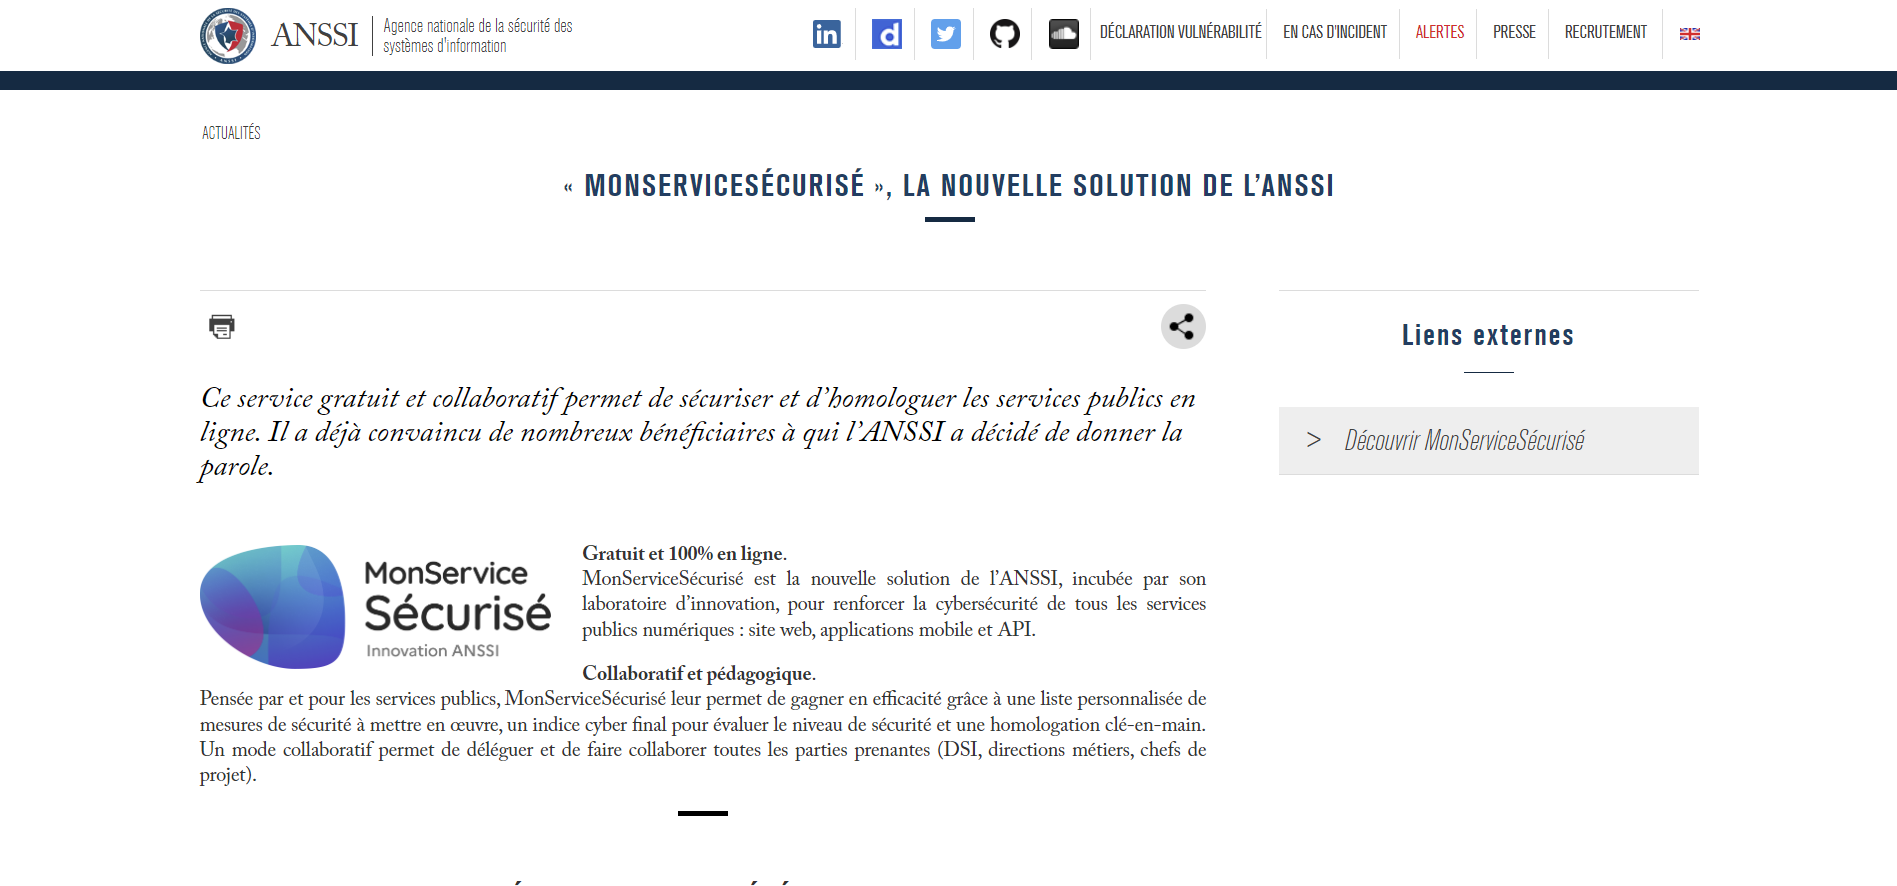 ANSSI
Agence nationale de la sécurité des
systèmes d'information
in
d
DÉCLARATION VULNÉRABILITÉ
EN CAS D'INCIDENT
ALERTES
PRESSE
RECRUTEMENT
ACTUALITÉS
« MONSERVICESÉCURISÉ », LA NOUVELLE SOLUTION DE L’ANSSI
Ce service gratuit et collaboratif permet de sécuriser et d’homologuer les services publics en
ligne. Il a déjà convaincu de nombreux bénéficiaires à qui l’ANSSI a décidé de donner la
parole.
Liens externes
> Découvrir MonServiceSécurisé
MonService
Sécurisé
Innovation ANSSI
Gratuit et 100% en ligne.
MonServiceSécurisé est la nouvelle solution de l’ANSSI, incubée par son
laboratoire d’innovation, pour renforcer la cybersécurité de tous les services
publics numériques : site web, applications mobile et API.
Collaboratif et pédagogique.
Pensée par et pour les services publics, MonServiceSécurisé leur permet de gagner en efficacité grâce à une liste personnalisée de
mesures de sécurité à mettre en œuvre, un indice cyber final pour évaluer le niveau de sécurité et une homologation clé-en-main.
Un mode collaboratif permet de déléguer et de faire collaborer toutes les parties prenantes (DSI, directions métiers, chefs de
projet).